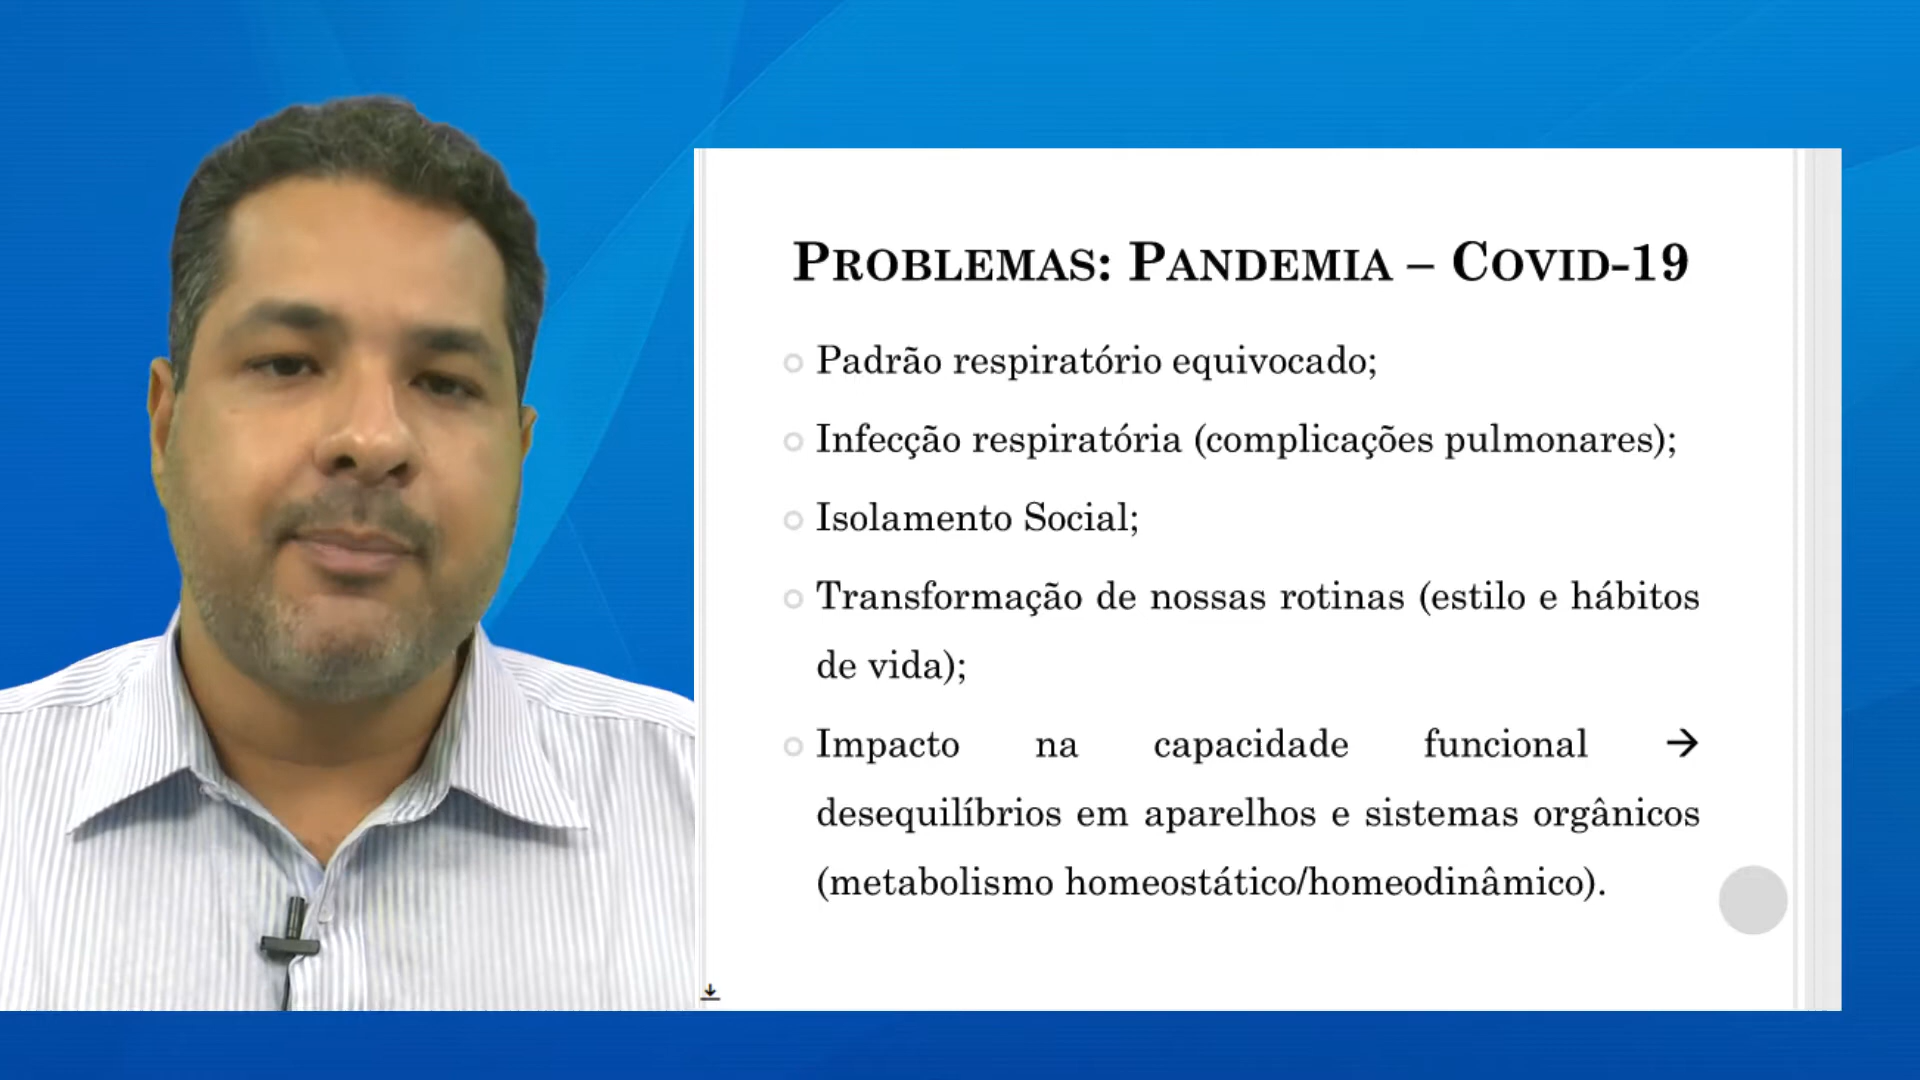 PROBLEMAS: PANDEMIA – COVID-19
Padrão respiratório equivocado;
Infecção respiratória (complicações pulmonares);
Isolamento Social;
Transformação de nossas rotinas (estilo e hábitos
de vida);
Impacto na capacidade funcional →
desequilíbrios em aparelhos e sistemas orgânicos
(metabolismo homeostático/homeodinâmico).